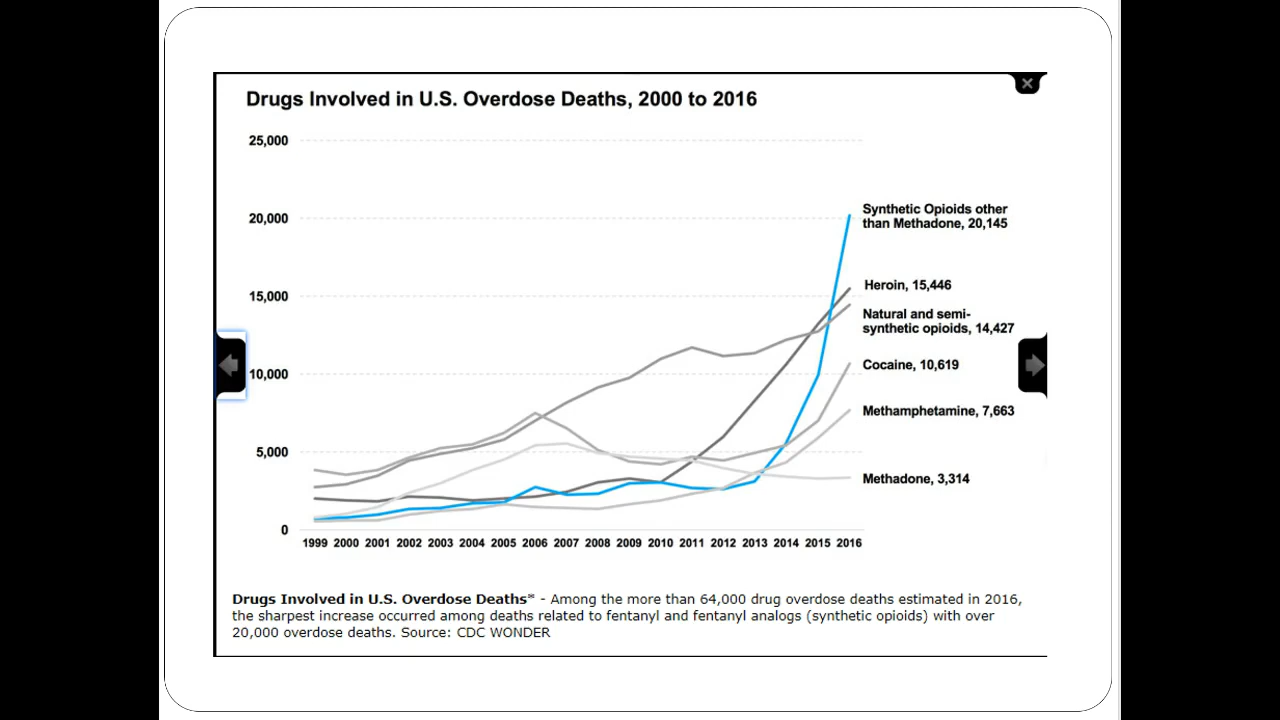 Drugs Involved in U.S. Overdose Deaths, 2000 to 2016
25,000
20,000
15,000
10,000
5,000
0
Synthetic Opioids other
than Methadone, 20,145
Heroin, 15,446
Natural and semi-
synthetic opioids, 14,427
Cocaine, 10,619
Methamphetamine, 7,663
Methadone, 3,314
1999 2000 2001 2002 2003 2004 2005 2006 2007 2008 2009 2010 2011 2012 2013 2014 2015 2016
Drugs Involved in U.S. Overdose Deaths* - Among the more than 64,000 drug overdose deaths estimated in 2016,
the sharpest increase occurred among deaths related to fentanyl and fentanyl analogs (synthetic opioids) with over
20,000 overdose deaths. Source: CDC WONDER